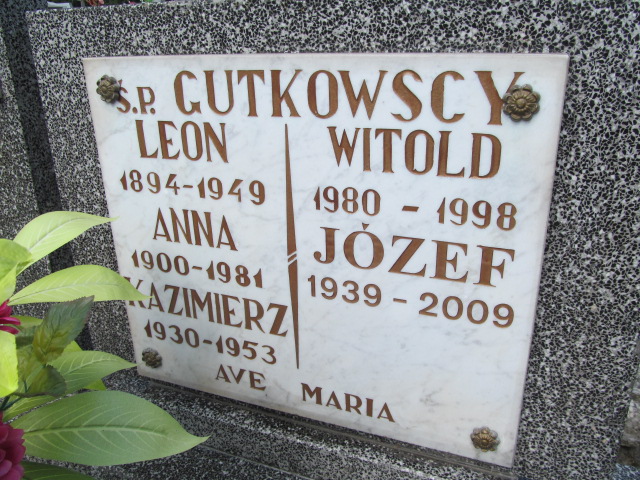 Ś.P. GUTKOWSCY
LEON
1894-1949
ANNA
1900-1981
KAZIMIERZ
1930-1953
WITOLD
1980 - 1998
JÓZEF
1939 - 2009
AVE MARIA